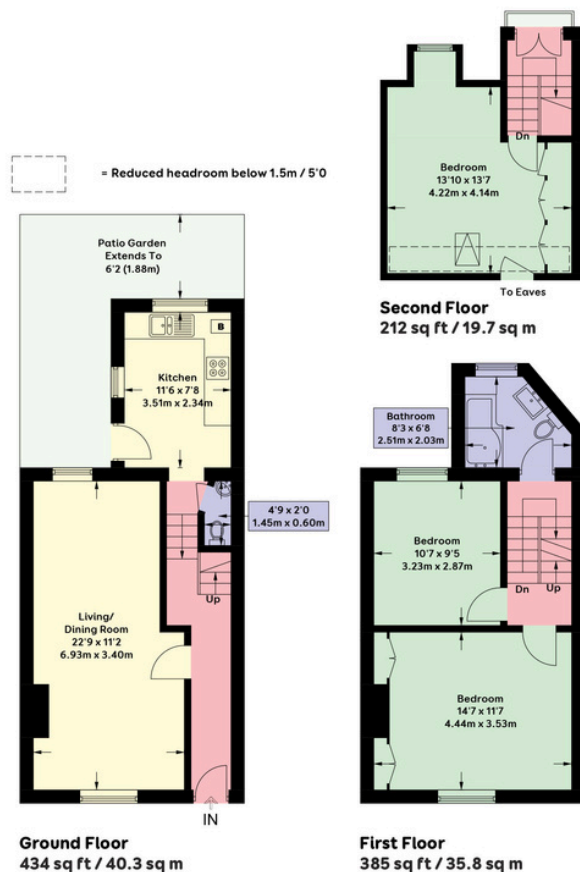 = Reduced headroom below 1.5m / 5'0
Patio Garden
Extends To
6'2 (1.88m)
B
Kitchen
11'6 x 7'8
3.51m x 2.34m
4'9 x 2'0
1.45m x 0.60m
Up
Living/
Dining Room
22'9 x 11'2
6.93m x 3.40m
IN
Ground Floor
434 sq ft / 40.3 sq m
Dn
Bedroom
13'10 x 13'7
4.22m x 4.14m
To Eaves
Second Floor
212 sq ft / 19.7 sq m
Bathroom
8'3 x 6'8
2.51m x 2.03m
Bedroom
10'7 x 9'5
3.23m x 2.87m
Dn
Up
Bedroom
14'7 x 11'7
4.44m x 3.53m
First Floor
385 sq ft / 35.8 sq m